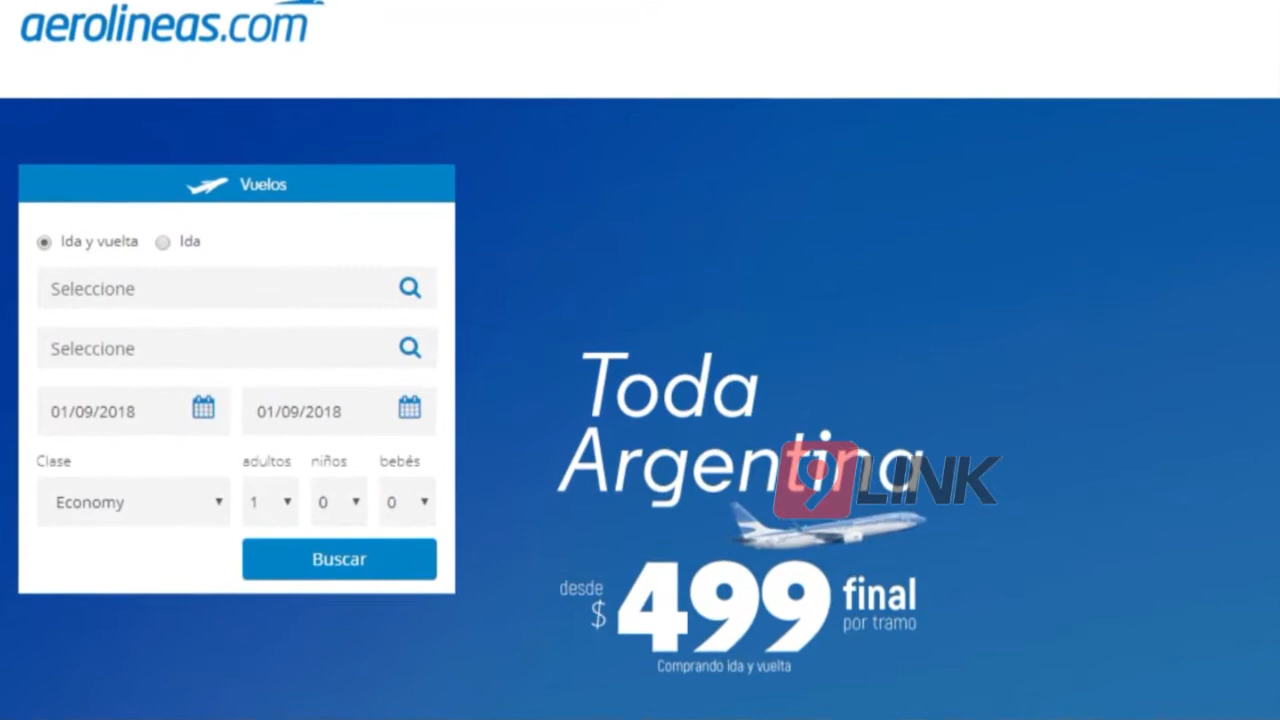 aerolineas.com
Vuelos
Ida y vuelta Ida
Seleccione
Seleccione
01/09/2018 01/09/2018
Clase adultos niños bebés
Economy 1 0 0
Buscar
Toda
Argentina
9 LINK
desde
$ 499 final
por tramo
Comprando ida y vuelta